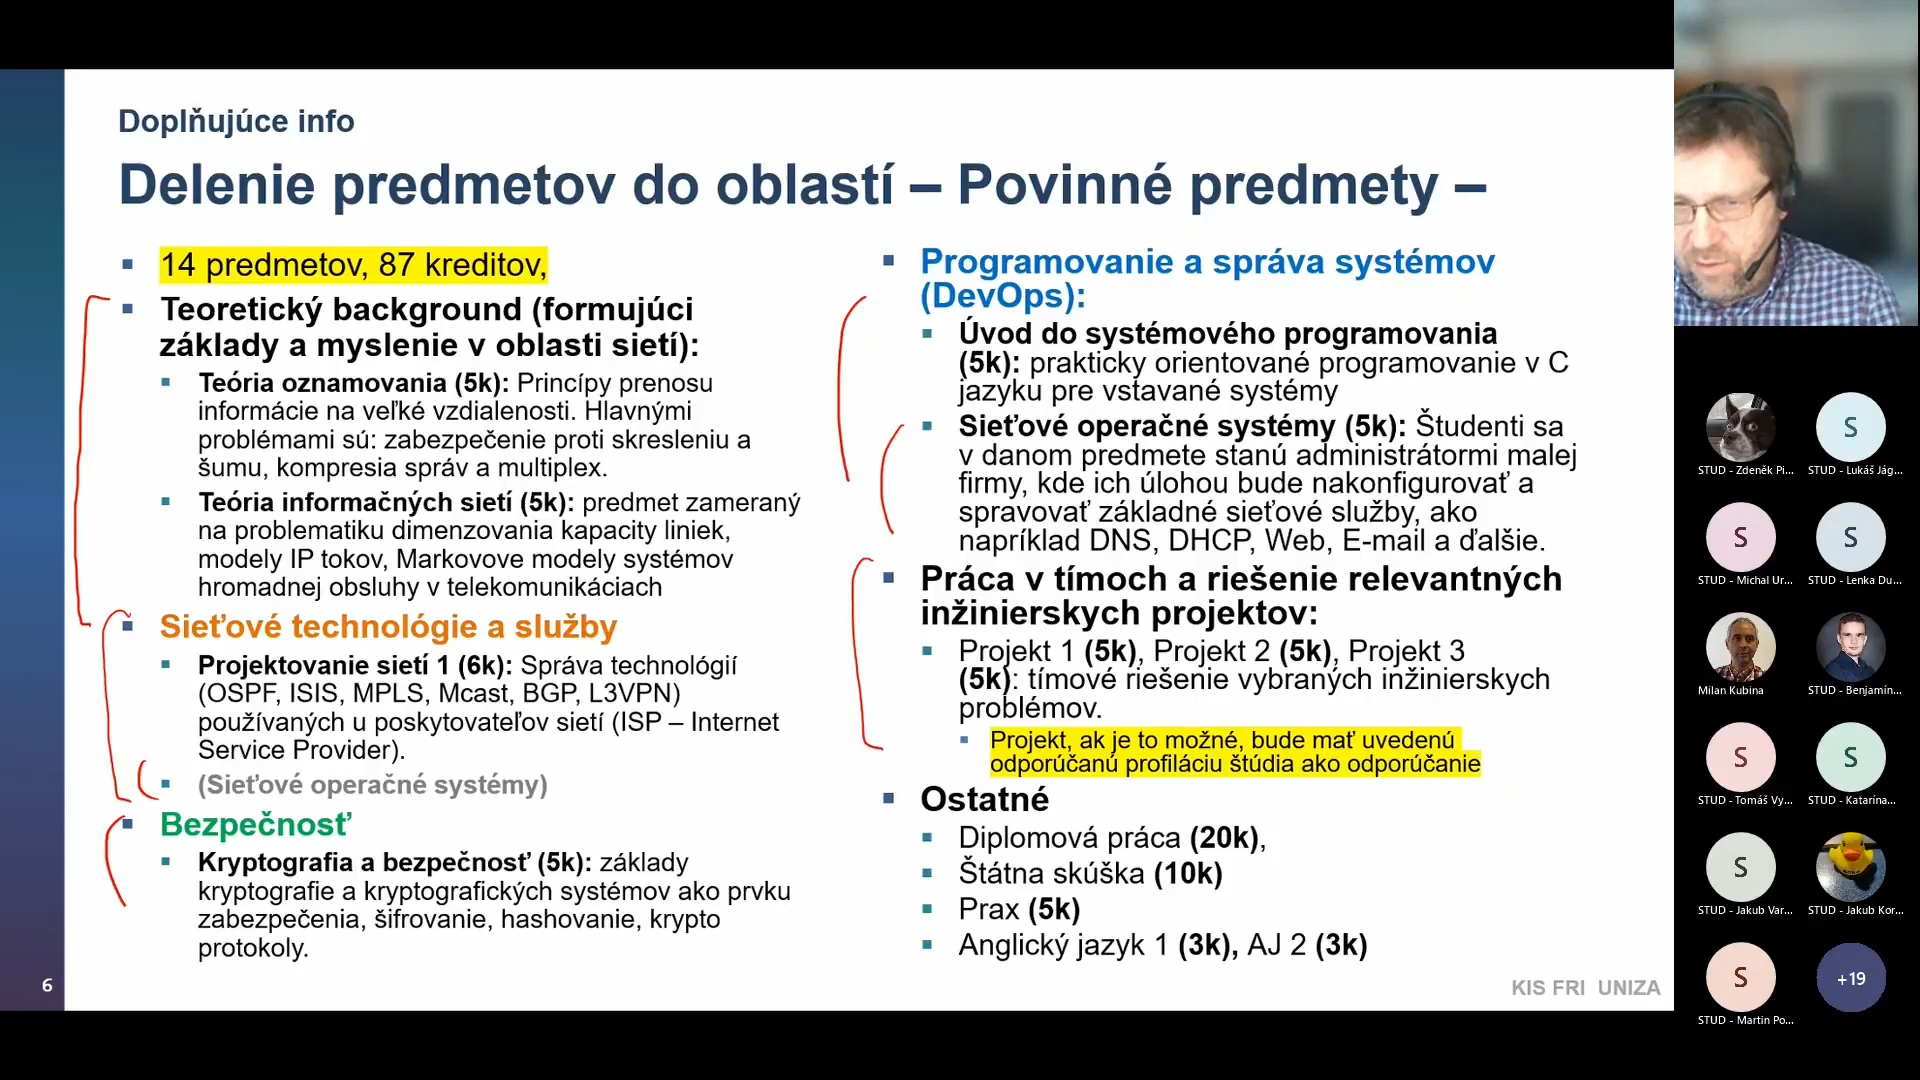 Doplňujúce info
Delenie predmetov do oblastí – Povinné predmety –
14 predmetov, 87 kreditov,
Teoretický background (formujúci
základy a myslenie v oblasti sietí):
Teória oznamovania (5k): Princípy prenosu
informácie na veľké vzdialenosti. Hlavnými
problémami sú: zabezpečenie proti skresleniu a
šumu, kompresia správ a multiplex.
Teória informačných sietí (5k): predmet zameraný
na problematiku dimenzovania kapacity liniek,
modely IP tokov, Markovove modely systémov
hromadnej obsluhy v telekomunikáciach
Sieťové technológie a služby
Projektovanie sietí 1 (6k): Správa technológií
(OSPF, ISIS, MPLS, Mcast, BGP, L3VPN)
používaných u poskytovateľov sietí (ISP – Internet
Service Provider).
(Sieťové operačné systémy)
Bezpečnosť
Kryptografia a bezpečnosť (5k): základy
kryptografie a kryptografických systémov ako prvku
zabezpečenia, šifrovanie, hashovanie, krypto
protokoly.
Programovanie a správa systémov
(DevOps):
Úvod do systémového programovania
(5k): prakticky orientované programovanie v C
jazyku pre vstavané systémy
Sieťové operačné systémy (5k): Študenti sa
v danom predmete stanú administrátormi malej
firmy, kde ich úlohou bude nakonfigurovať a
spravovať základné sieťové služby, ako
napríklad DNS, DHCP, Web, E-mail a ďalšie.
Práca v tímoch a riešenie relevantných
inžinierskych projektov:
Projekt 1 (5k), Projekt 2 (5k), Projekt 3
(5k): tímové riešenie vybraných inžinierskych
problémov.
Projekt, ak je to možné, bude mať uvedenú
odporúčanú profiláciu štúdia ako odporúčanie
Ostatné
Diplomová práca (20k),
Štátna skúška (10k)
Prax (5k)
Anglický jazyk 1 (3k), AJ 2 (3k)
6
KIS FRI UNIZA
S
STUD - Zdeněk Pi...
STUD - Lukáš Jág...
S
S
STUD - Michal Ur...
STUD - Lenka Du...
Milan Kubina
STUD - Benjamín...
S
S
STUD - Tomáš Vy...
STUD - Katarína...
S
STUD - Jakub Var...
STUD - Jakub Kor...
S
+19
STUD - Martin Po...